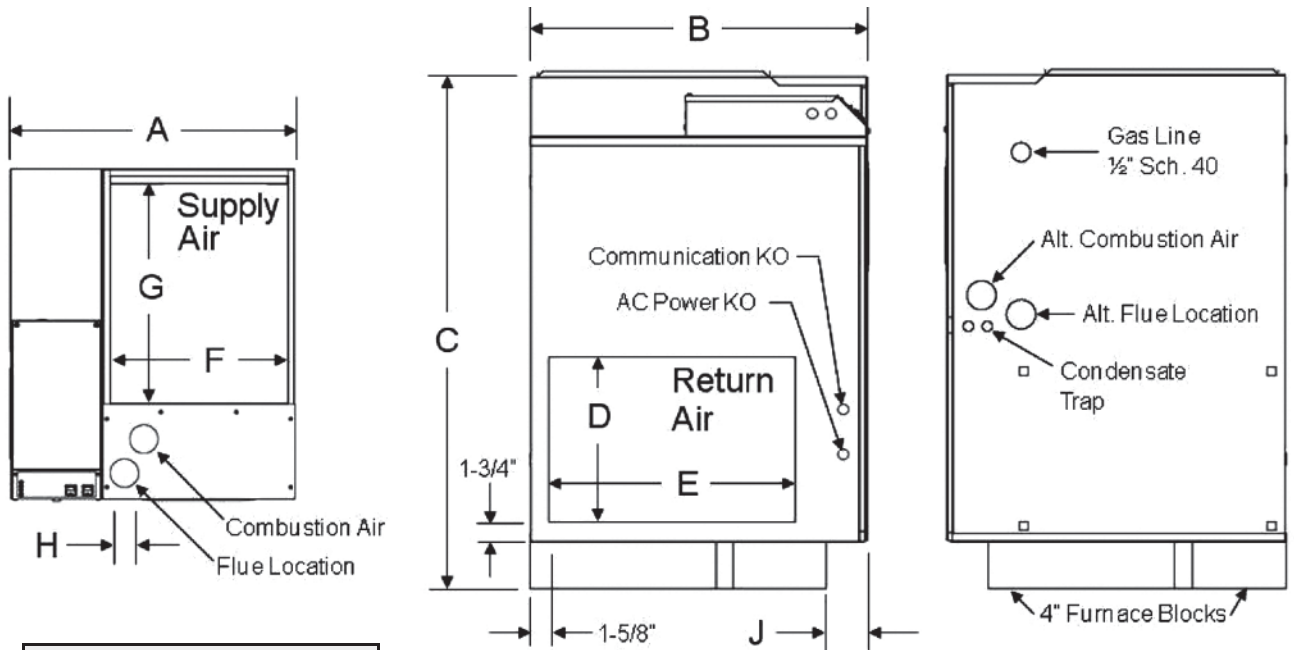 A
Supply
Air
G
F
H
Combustion Air
Flue Location
B
C
Communication KO
AC Power KO
Return
Air
D
E
1-3/4"
1-5/8"
J
Gas Line
½" Sch. 40
Alt. Combustion Air
Alt. Flue Location
Condensate
Trap
4" Furnace Blocks